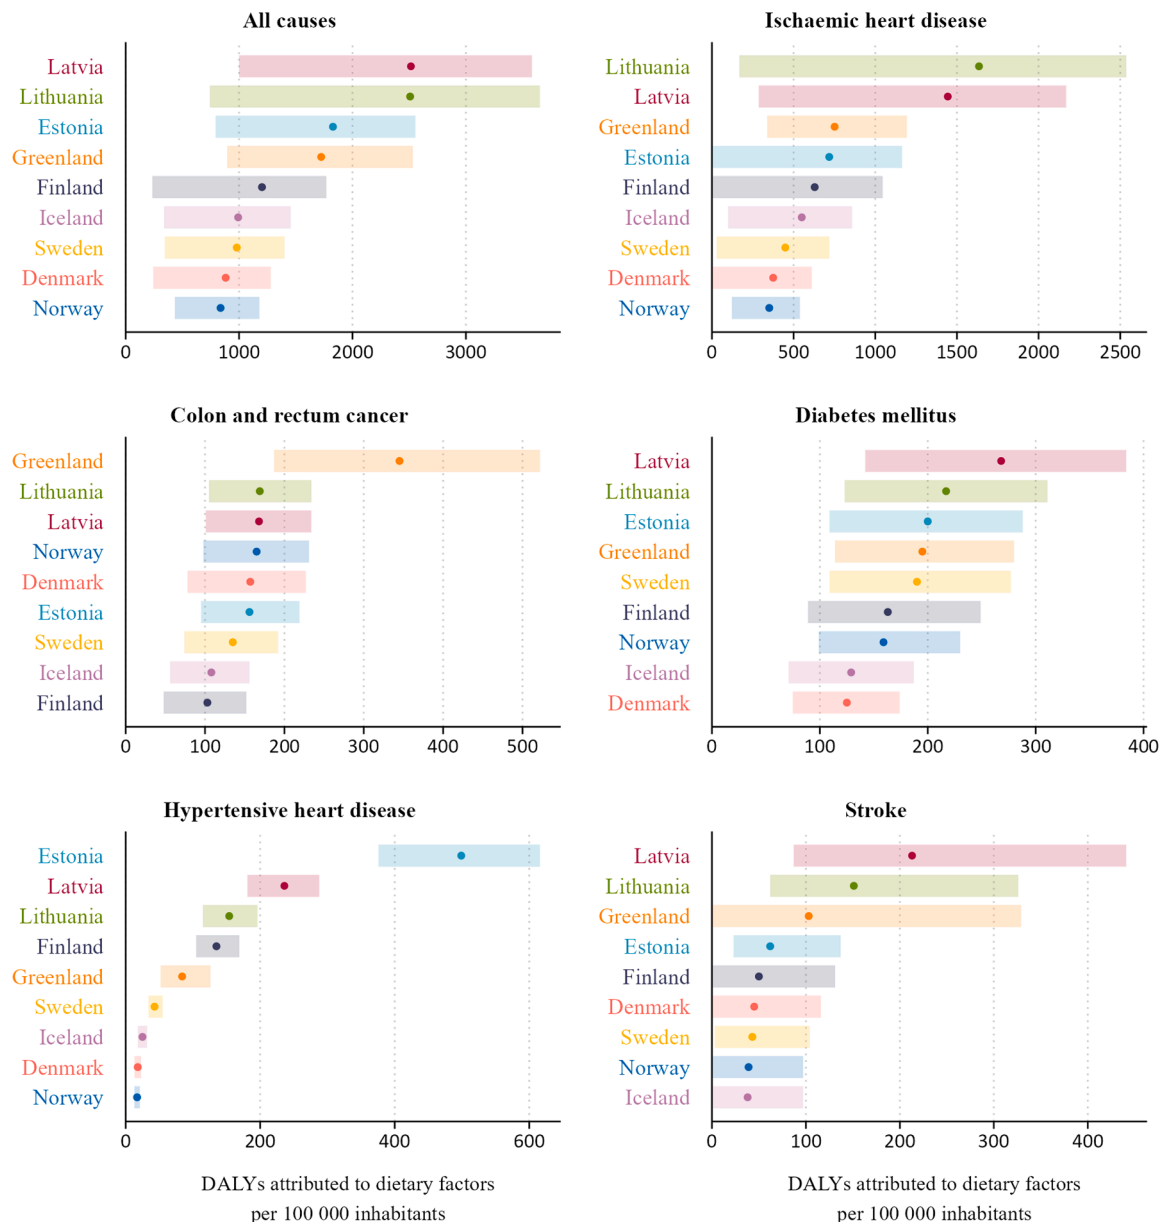 All causes
Latvia
Lithuania
Estonia
Greenland
Finland
Iceland
Sweden
Denmark
Norway
0 1000 2000 3000
Ischaemic heart disease
Lithuania
Latvia
Greenland
Estonia
Finland
Iceland
Sweden
Denmark
Norway
0 500 1000 1500 2000 2500
Colon and rectum cancer
Greenland
Lithuania
Latvia
Norway
Denmark
Estonia
Sweden
Iceland
Finland
0 100 200 300 400 500
Diabetes mellitus
Latvia
Lithuania
Estonia
Greenland
Sweden
Finland
Norway
Iceland
Denmark
0 100 200 300 400
Hypertensive heart disease
Estonia
Latvia
Lithuania
Finland
Greenland
Sweden
Iceland
Denmark
Norway
0 200 400 600
DALYs attributed to dietary factors
per 100 000 inhabitants
Stroke
Latvia
Lithuania
Greenland
Estonia
Finland
Denmark
Sweden
Norway
Iceland
0 100 200 300 400
DALYs attributed to dietary factors
per 100 000 inhabitants